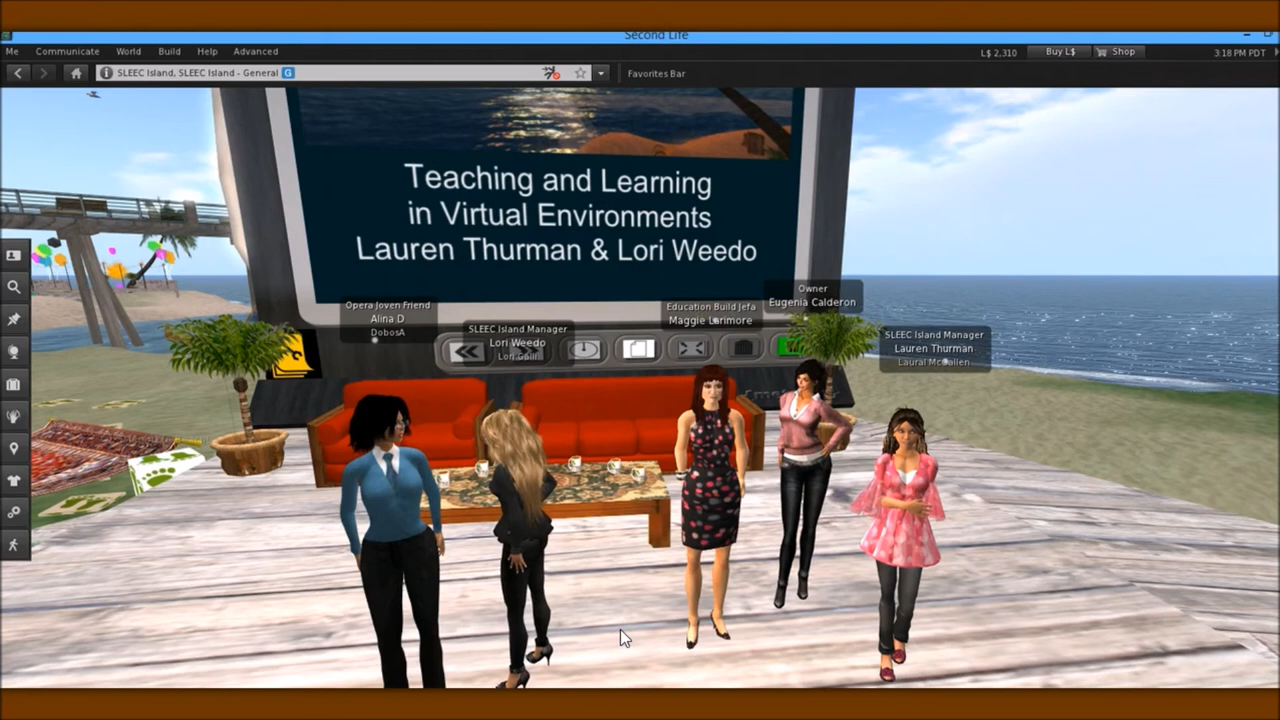 Second Life
Me Communicate World Build Help Advanced
L$ 2,310 Buy L$ Shop 3:18 PM PDT
SLEEC Island, SLEEC Island - General G
Favorites Bar
Teaching and Learning
in Virtual Environments
Lauren Thurman & Lori Weedo
Opera Joven Friend
Alina D
DobosA
SLEEC Island Manager
Lori Weedo
Lori
Education Build Jefa
Maggie Larimore
Owner
Eugenia Calderon
SLEEC Island Manager
Lauren Thurman
Laural